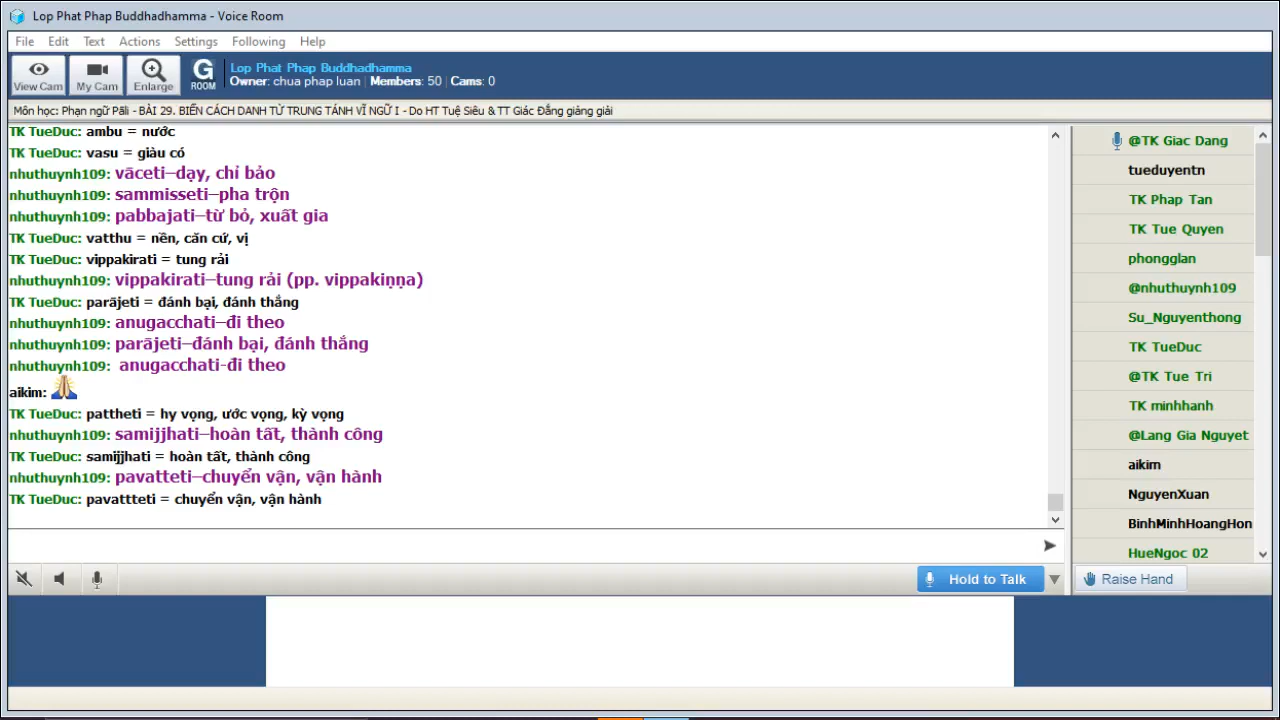 Lop Phat Phap Buddhadhamma - Voice Room
File Edit Text Actions Settings Following Help
View Cam My Cam Enlarge G ROOM
Lop Phat Phap Buddhadhamma
Owner: chua phap luan | Members: 50 | Cams: 0
Môn học: Phạn ngữ Pāli - BÀI 29. BIẾN CÁCH DANH TỪ TRUNG TÁNH VĨ NGỮ I - Do HT Tuệ Siêu & TT Giác Đẳng giảng giải
TK TueDuc: ambu = nước
TK TueDuc: vasu = giàu có
nhuthuynh109: vāceti–dạy, chỉ bảo
nhuthuynh109: sammisseti–pha trộn
nhuthuynh109: pabbajati–từ bỏ, xuất gia
TK TueDuc: vatthu = nền, căn cứ, vị
TK TueDuc: vippakirati = tung rải
nhuthuynh109: vippakirati–tung rải (pp. vippakiṇṇa)
TK TueDuc: parājeti = đánh bại, đánh thắng
nhuthuynh109: anugacchati–đi theo
nhuthuynh109: parājeti–đánh bại, đánh thắng
nhuthuynh109: anugacchati-đi theo
aikim:
TK TueDuc: pattheti = hy vọng, ước vọng, kỳ vọng
nhuthuynh109: samijjhati–hoàn tất, thành công
TK TueDuc: samijjhati = hoàn tất, thành công
nhuthuynh109: pavatteti–chuyển vận, vận hành
TK TueDuc: pavattteti = chuyển vận, vận hành
@TK Giac Dang
tueduyentn
TK Phap Tan
TK Tue Quyen
phongglan
@nhuthuynh109
Su_Nguyenthong
TK TueDuc
@TK Tue Tri
TK minhhanh
@Lang Gia Nguyet
aikim
NguyenXuan
BinhMinhHoangHon
HueNgoc 02
Hold to Talk
Raise Hand